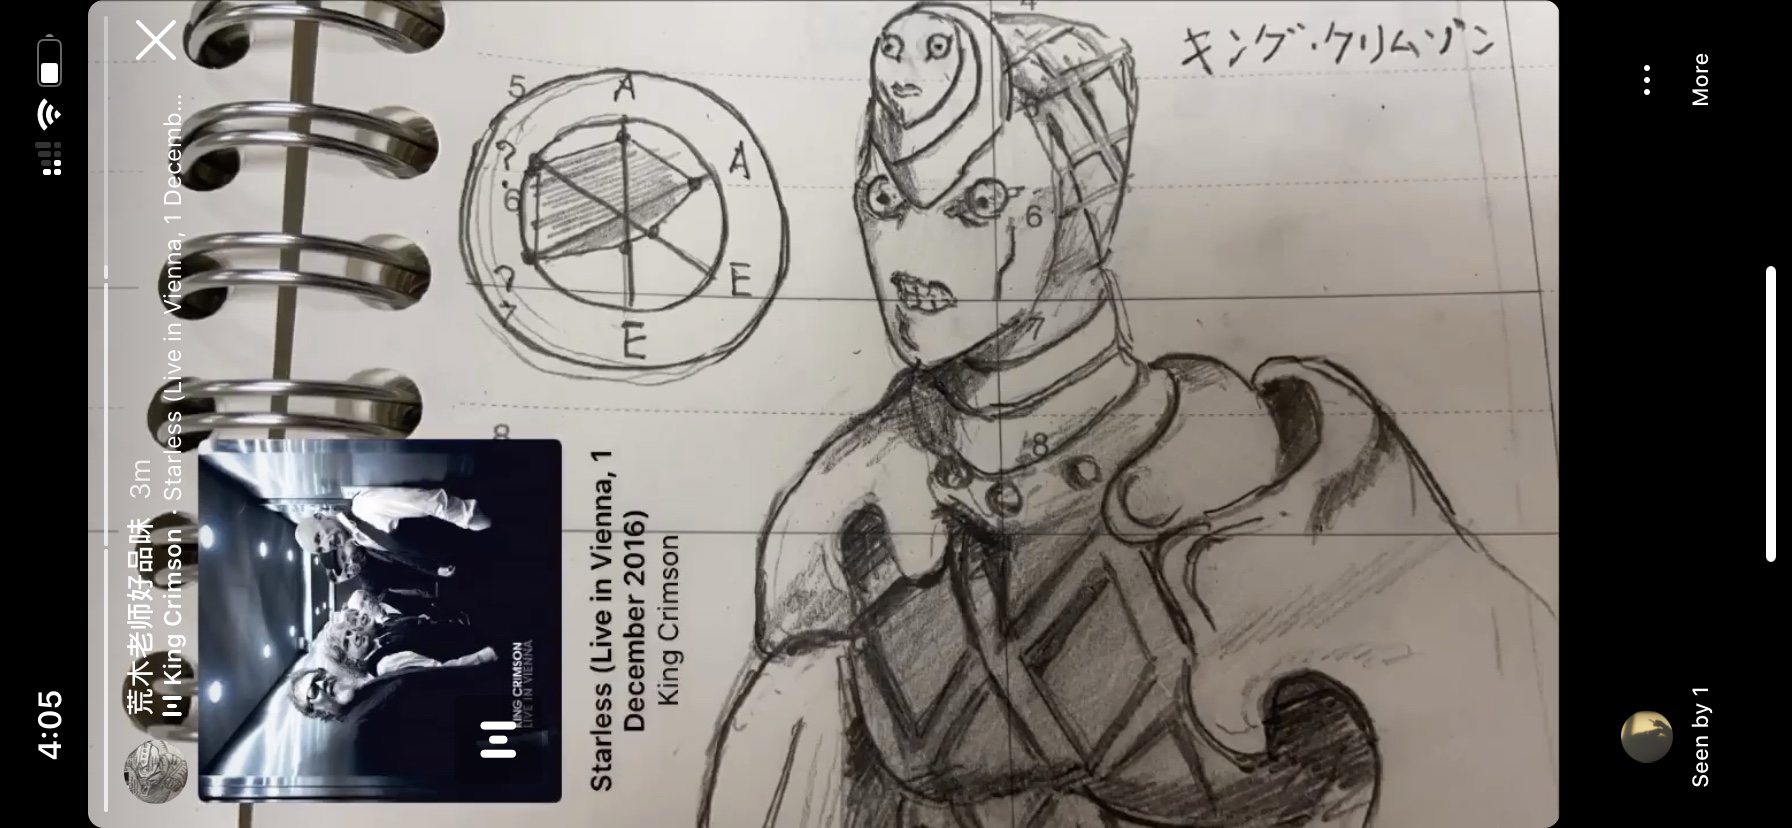 4:05
荒木老师好品味 3m
King Crimson · Starless (Live in Vienna, 1 Decemb...
キング・クリムゾン
4
5
A
A
?
6
6
?
E
7
7
E
8
8
KING CRIMSON
LIVE IN VIENNA
Starless (Live in Vienna, 1
December 2016)
King Crimson
Seen by 1
More